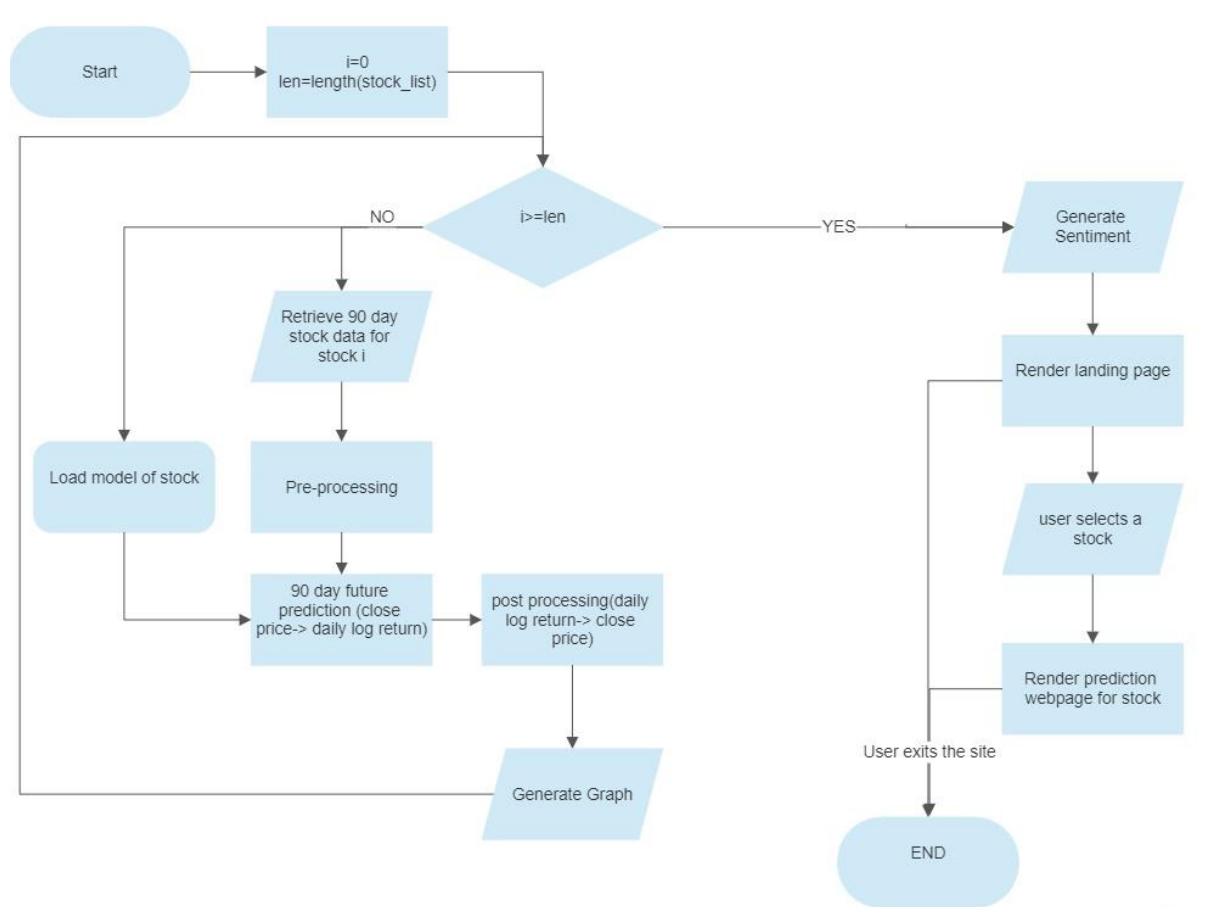 Start
i=0
len=length(stock_list)
i>=len
NO
YES
Generate
Sentiment
Retrieve 90 day
stock data for
stock i
Render landing page
Load model of stock
Pre-processing
user selects a
stock
90 day future
prediction (close
price-> daily log return)
post processing(daily
log return-> close
price)
Render prediction
webpage for stock
User exits the site
Generate Graph
END